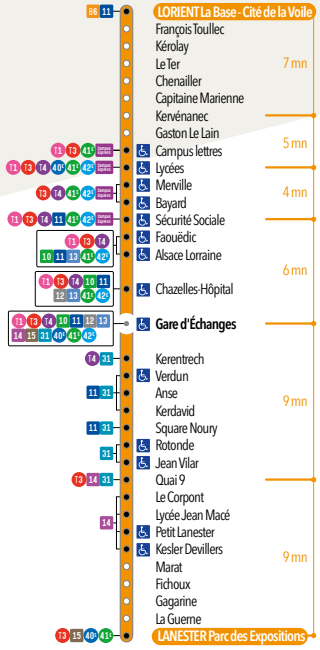 B6 11 LORIENT La Base - Cité de la Voile
François Toullec
Kérolay
Le Ter
7 mn
Chenailler
Capitaine Marienne
Kervénanec
Gaston Le Lain
5 mn
T1 T3 41E Campus lettres
T1 T3 T4 40E 41E 42E Lycées
Merville
4 mn
T3 T4 41E 42E
Bayard
T1 T3 T4 11 41E 42E Sécurité Sociale
T1 T3 T4 Faouëdic
10 11 13 41E 42E Alsace Lorraine
6 mn
T1 T3 T4 10 11
Chazelles-Hôpital
12 13 41E 42E
T1 T3 T4 10 11 12 13
Gare d'Échanges
14 15 31 40E 41E 42E
T4 31 Kerentrech
Verdun
11 31 Anse
9 mn
Kerdavid
11 31 Square Noury
Rotonde
31
Jean Vilar
T3 14 31 Quai 9
Le Corpont
Lycée Jean Macé
14
Petit Lanester
Kesler Devillers
9 mn
Marat
Fichoux
Gagarine
La Guerne
T3 15 40E 41E LANESTER Parc des Expositions